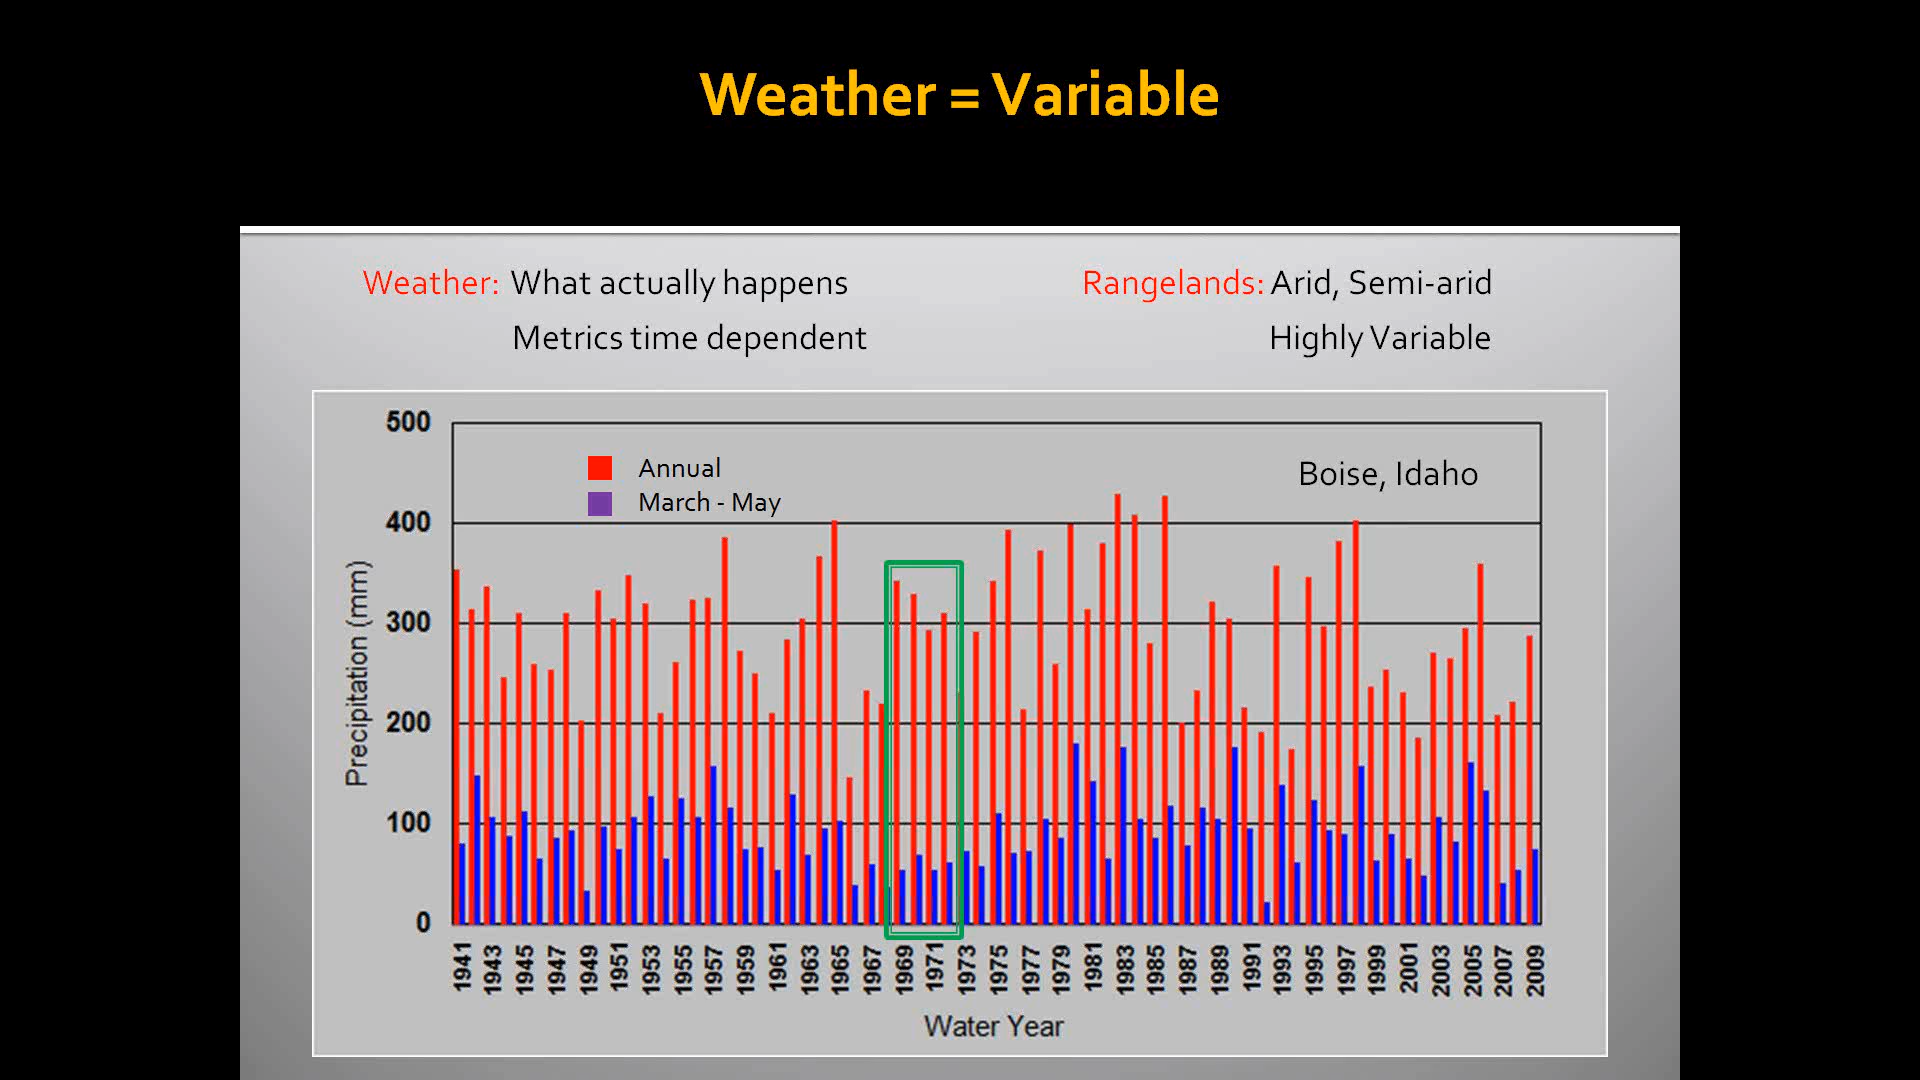 Weather = Variable
Weather: What actually happens
Metrics time dependent
Rangelands: Arid, Semi-arid
Highly Variable
500
400
300
200
100
0
Precipitation (mm)
Annual
March - May
Boise, Idaho
1941 1943 1945 1947 1949 1951 1953 1955 1957 1959 1961 1963 1965 1967 1969 1971 1973 1975 1977 1979 1981 1983 1985 1987 1989 1991 1993 1995 1997 1999 2001 2003 2005 2007 2009
Water Year